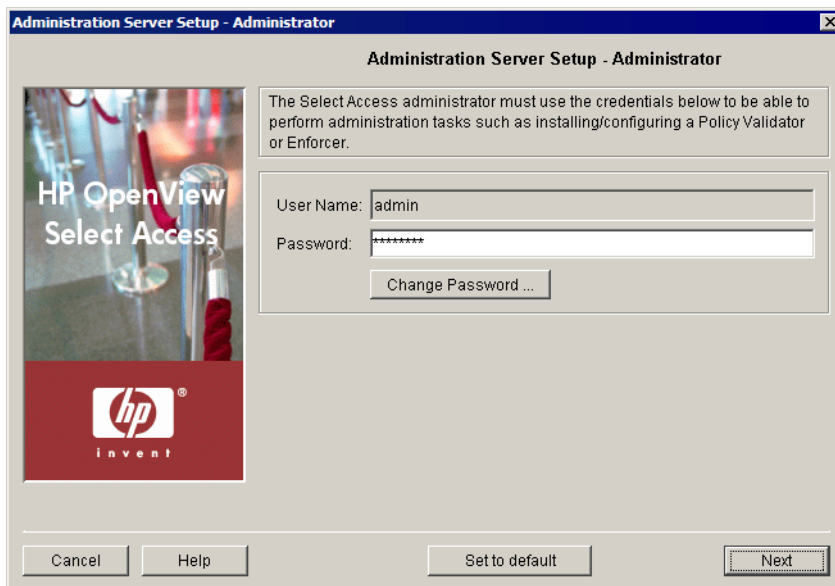 Administration Server Setup - Administrator
Administration Server Setup - Administrator
HP OpenView
Select Access
hp
®
invent
The Select Access administrator must use the credentials below to be able to
perform administration tasks such as installing/configuring a Policy Validator
or Enforcer.
User Name: admin
Password: ********
Change Password ...
Cancel Help Set to default Next